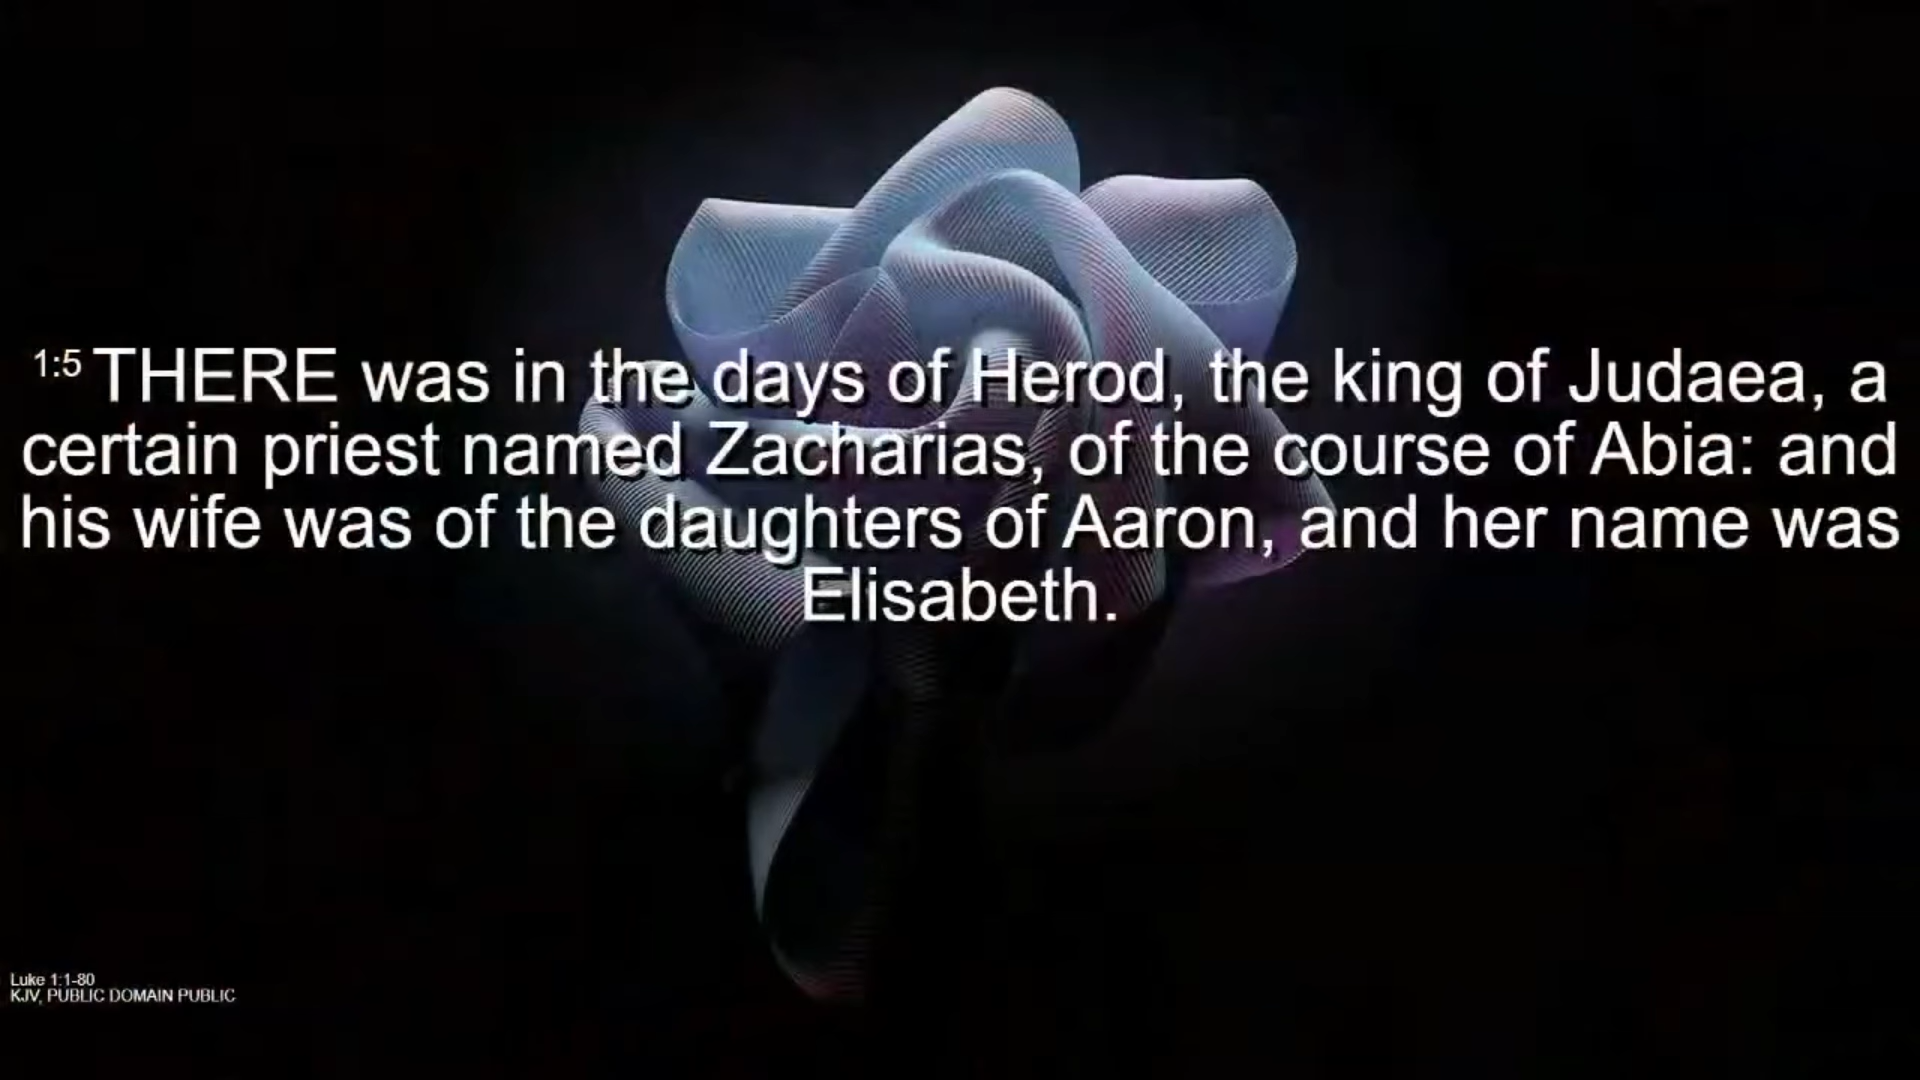 1:5 THERE was in the days of Herod, the king of Judaea, a
certain priest named Zacharias, of the course of Abia: and
his wife was of the daughters of Aaron, and her name was
Elisabeth.
Luke 1:1-80
KJV, PUBLIC DOMAIN PUBLIC